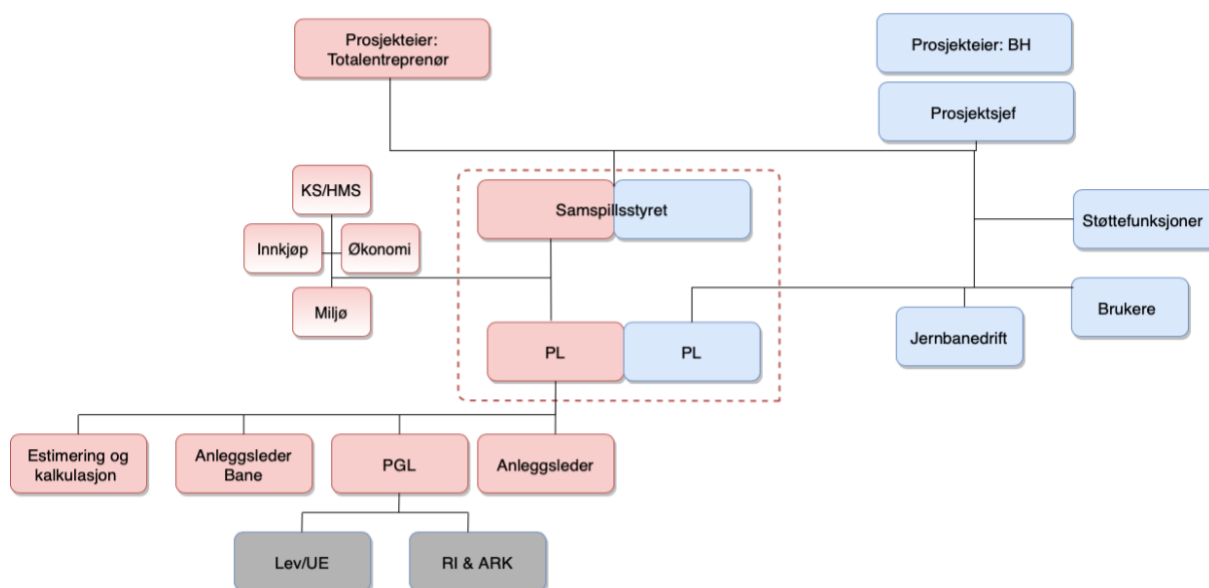 Prosjekteier:
Totalentreprenør
Prosjekteier: BH
Prosjektsjef
KS/HMS
Samspillsstyret
Støttefunksjoner
Innkjøp
Økonomi
Miljø
Brukere
Jernbanedrift
PL
PL
Estimering og
kalkulasjon
Anleggsleder
Bane
PGL
Anleggsleder
Lev/UE
RI & ARK